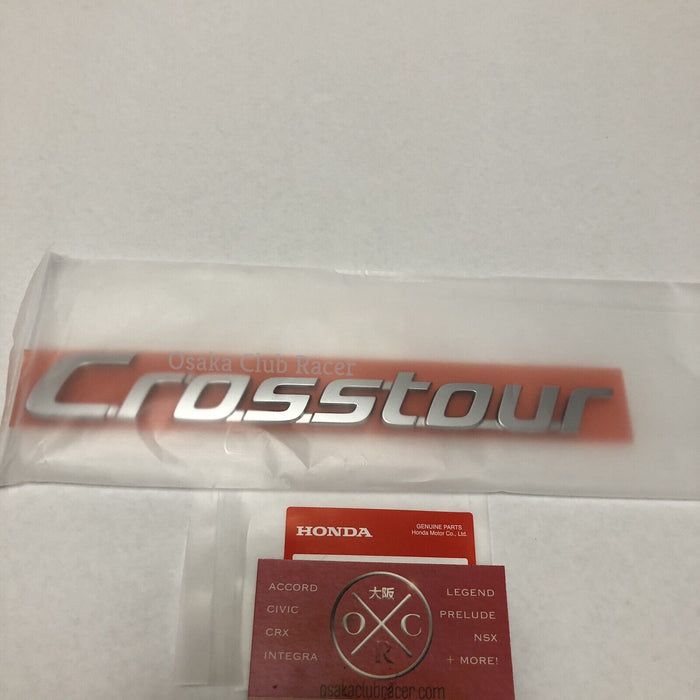 Osaka Club Racer
Crosstour
HONDA
GENUINE PARTS
Honda Motor Co., Ltd.
ACCORD
CIVIC
CRX
INTEGRA
大阪
O C
R
LEGEND
PRELUDE
NSX
+ MORE!
osakaclubracer.com